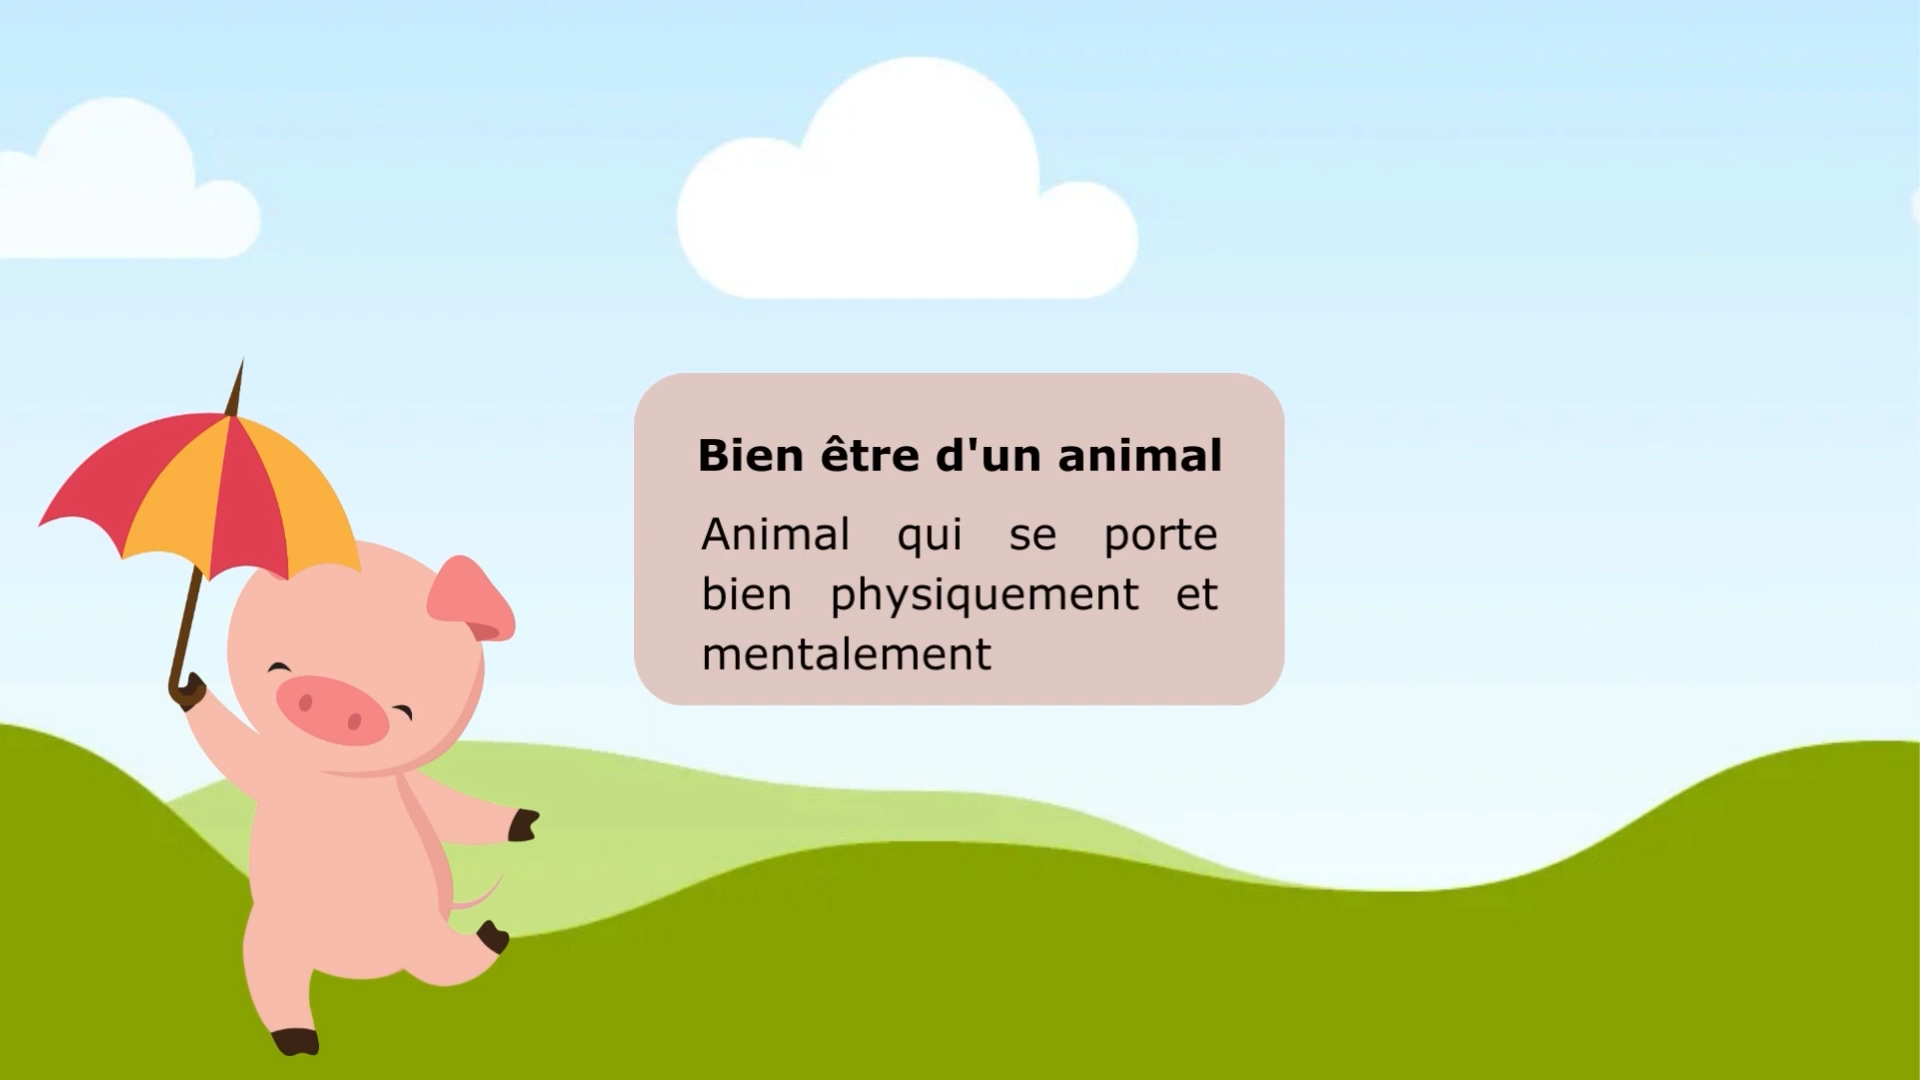 Bien être d'un animal
Animal qui se porte
bien physiquement et
mentalement